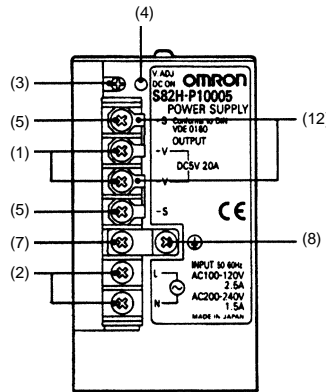 (4)
(3)
V ADJ
DC ON
OMRON
S82H-P10005
POWER SUPPLY
(5)
Conforms to DIN
VDE 0160
(12)
OUTPUT
(1)
-V
DC5V 20A
-V
(5)
-S
CE
(7)
(8)
(2)
INPUT 50 60Hz
L
AC100-120V
2.5A
AC200-240V
N
1.5A
MADE IN JAPAN